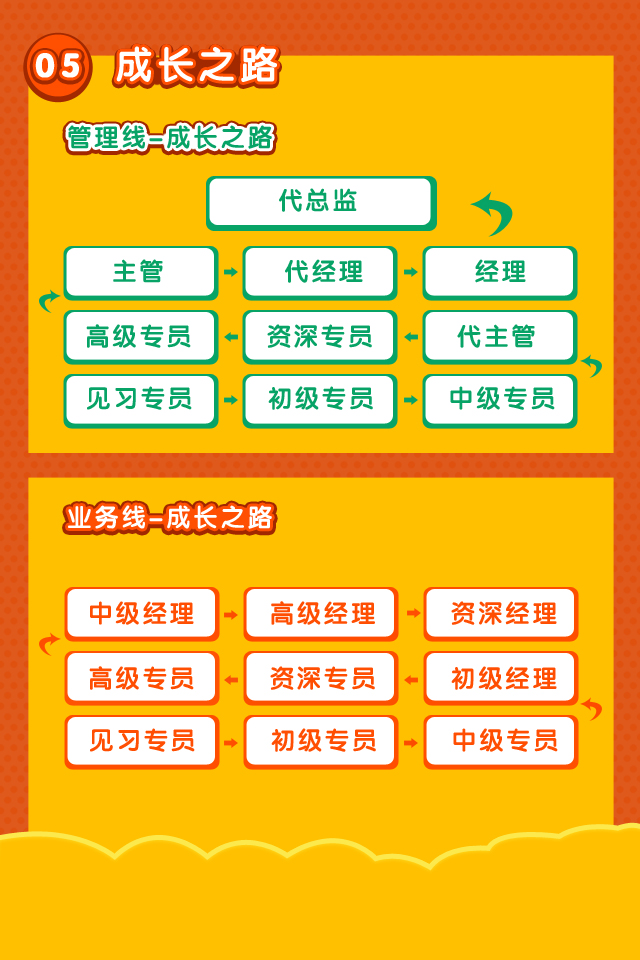 05 成长之路
管理线=成长之路
代总监
主管 代经理 经理
高级专员 资深专员 代主管
见习专员 初级专员 中级专员
业务线=成长之路
中级经理 高级经理 资深经理
高级专员 资深专员 初级经理
见习专员 初级专员 中级专员